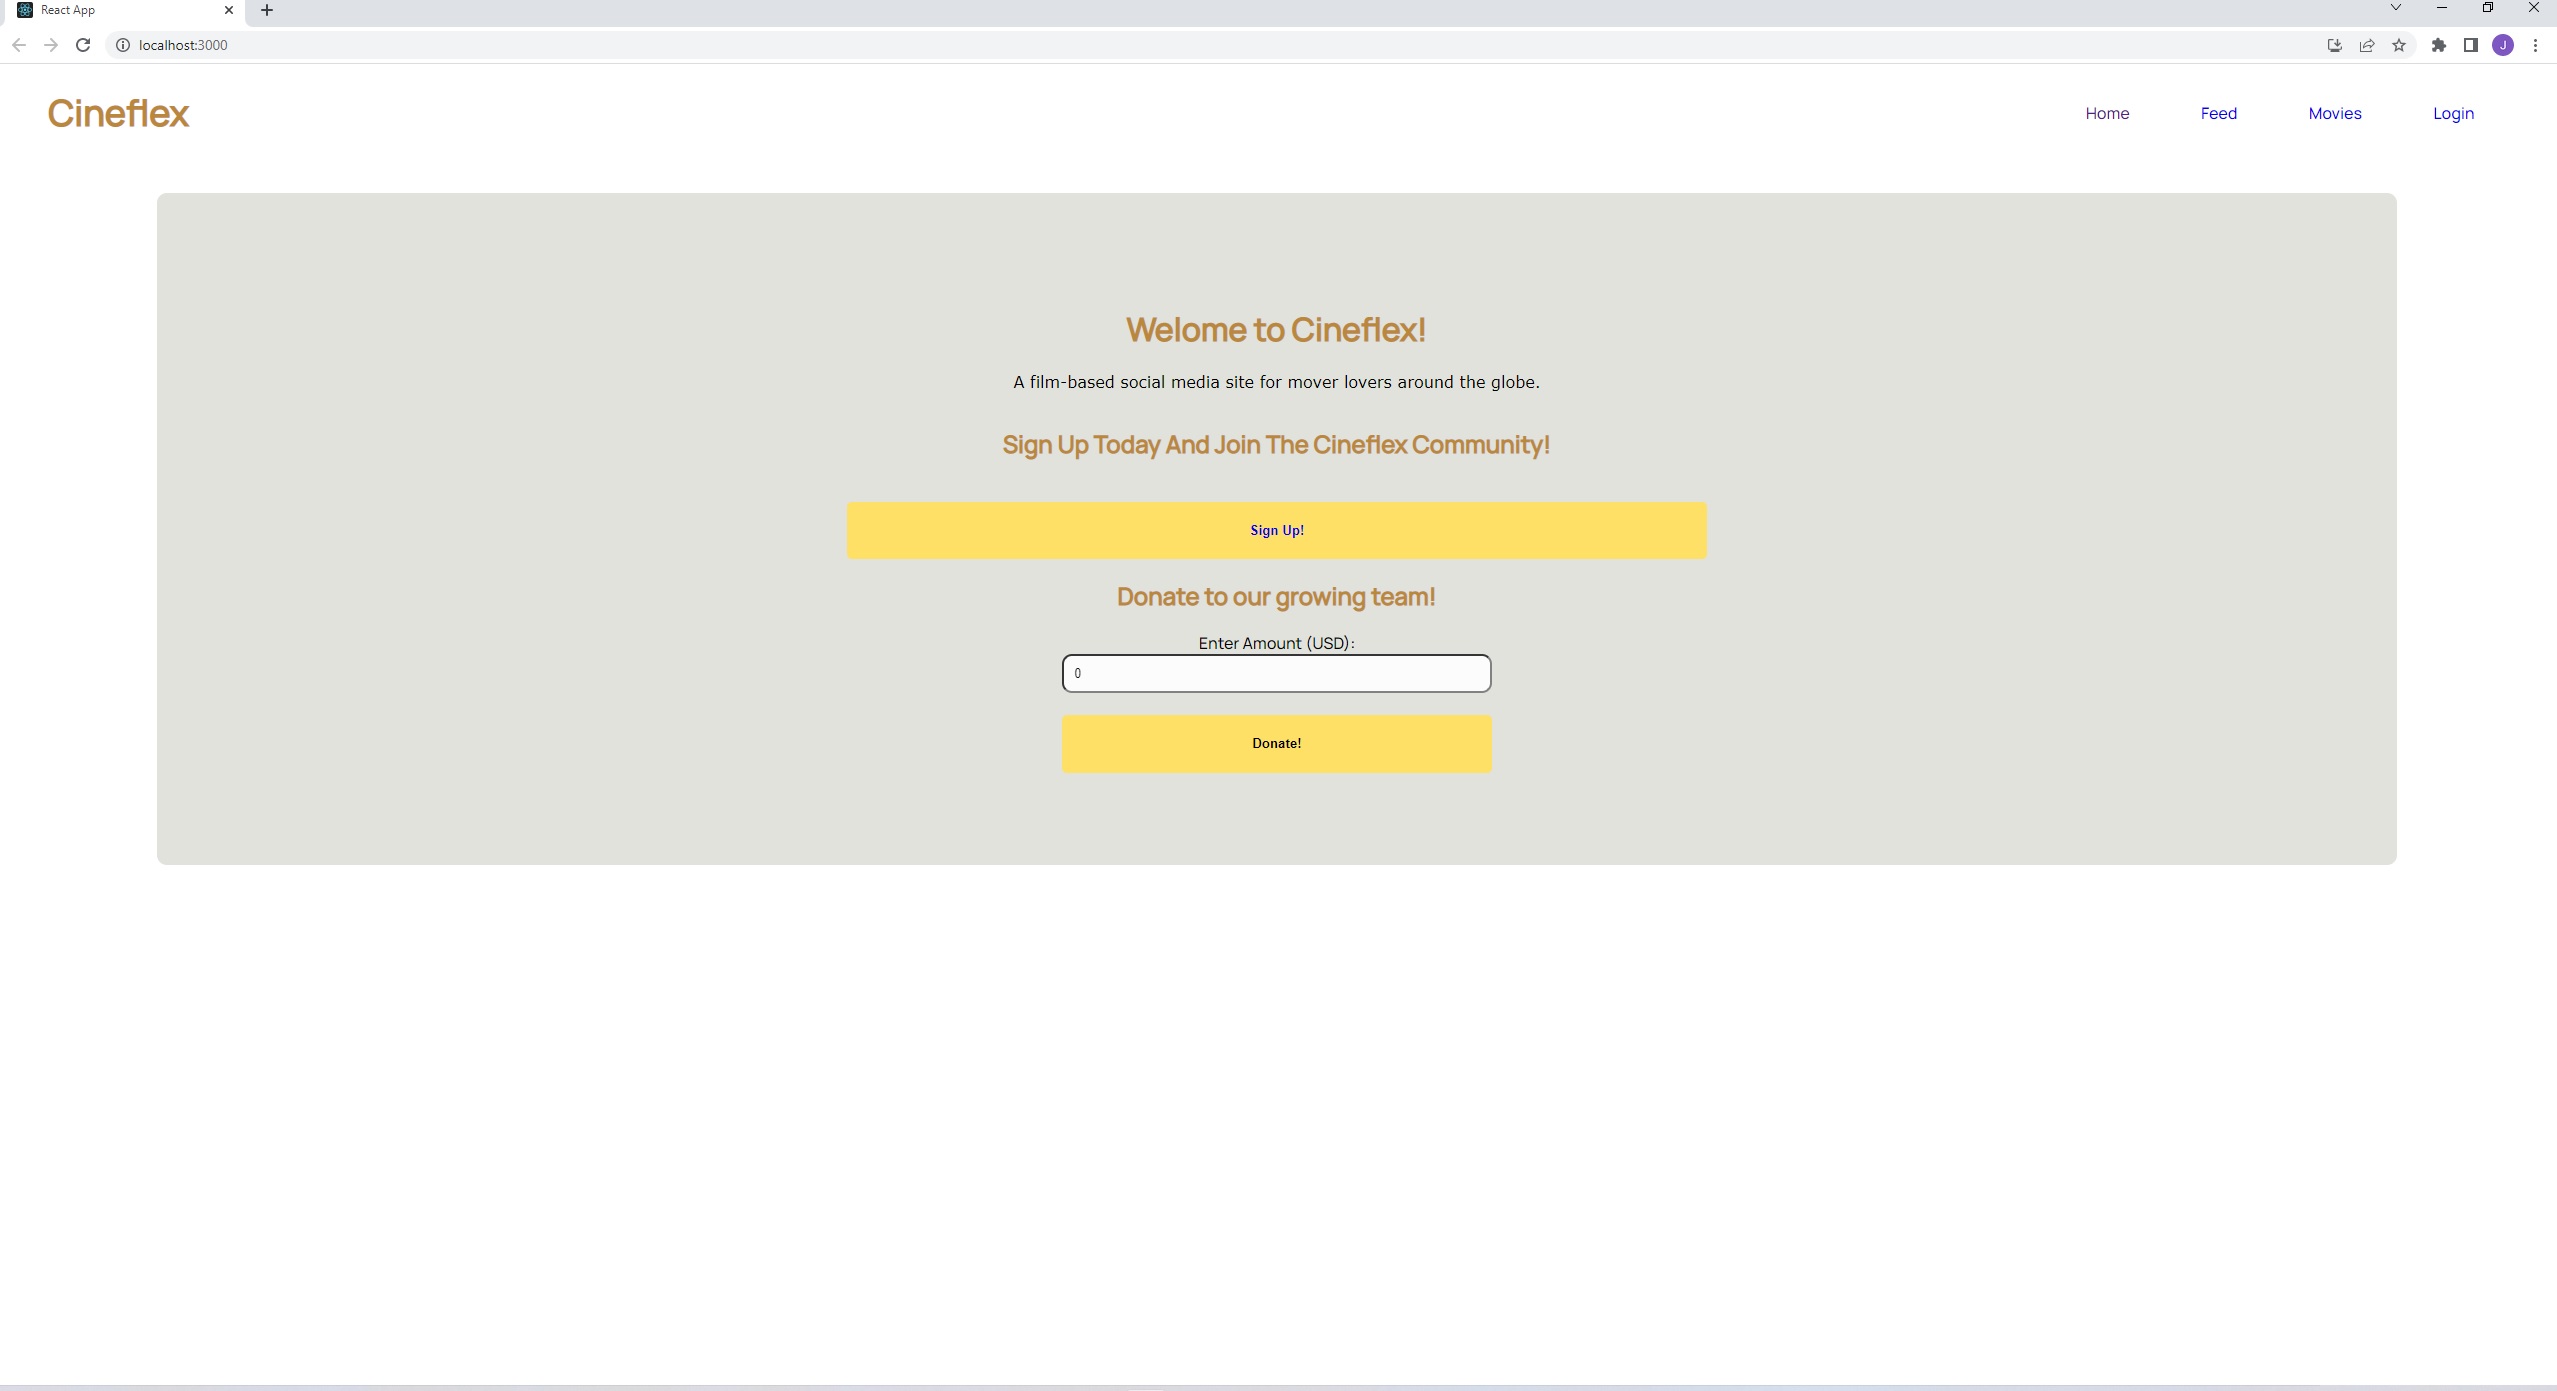 React App
localhost:3000
Cineflex
Home Feed Movies Login
Welome to Cineflex!
A film-based social media site for mover lovers around the globe.
Sign Up Today And Join The Cineflex Community!
Sign Up!
Donate to our growing team!
Enter Amount (USD):
0
Donate!
J